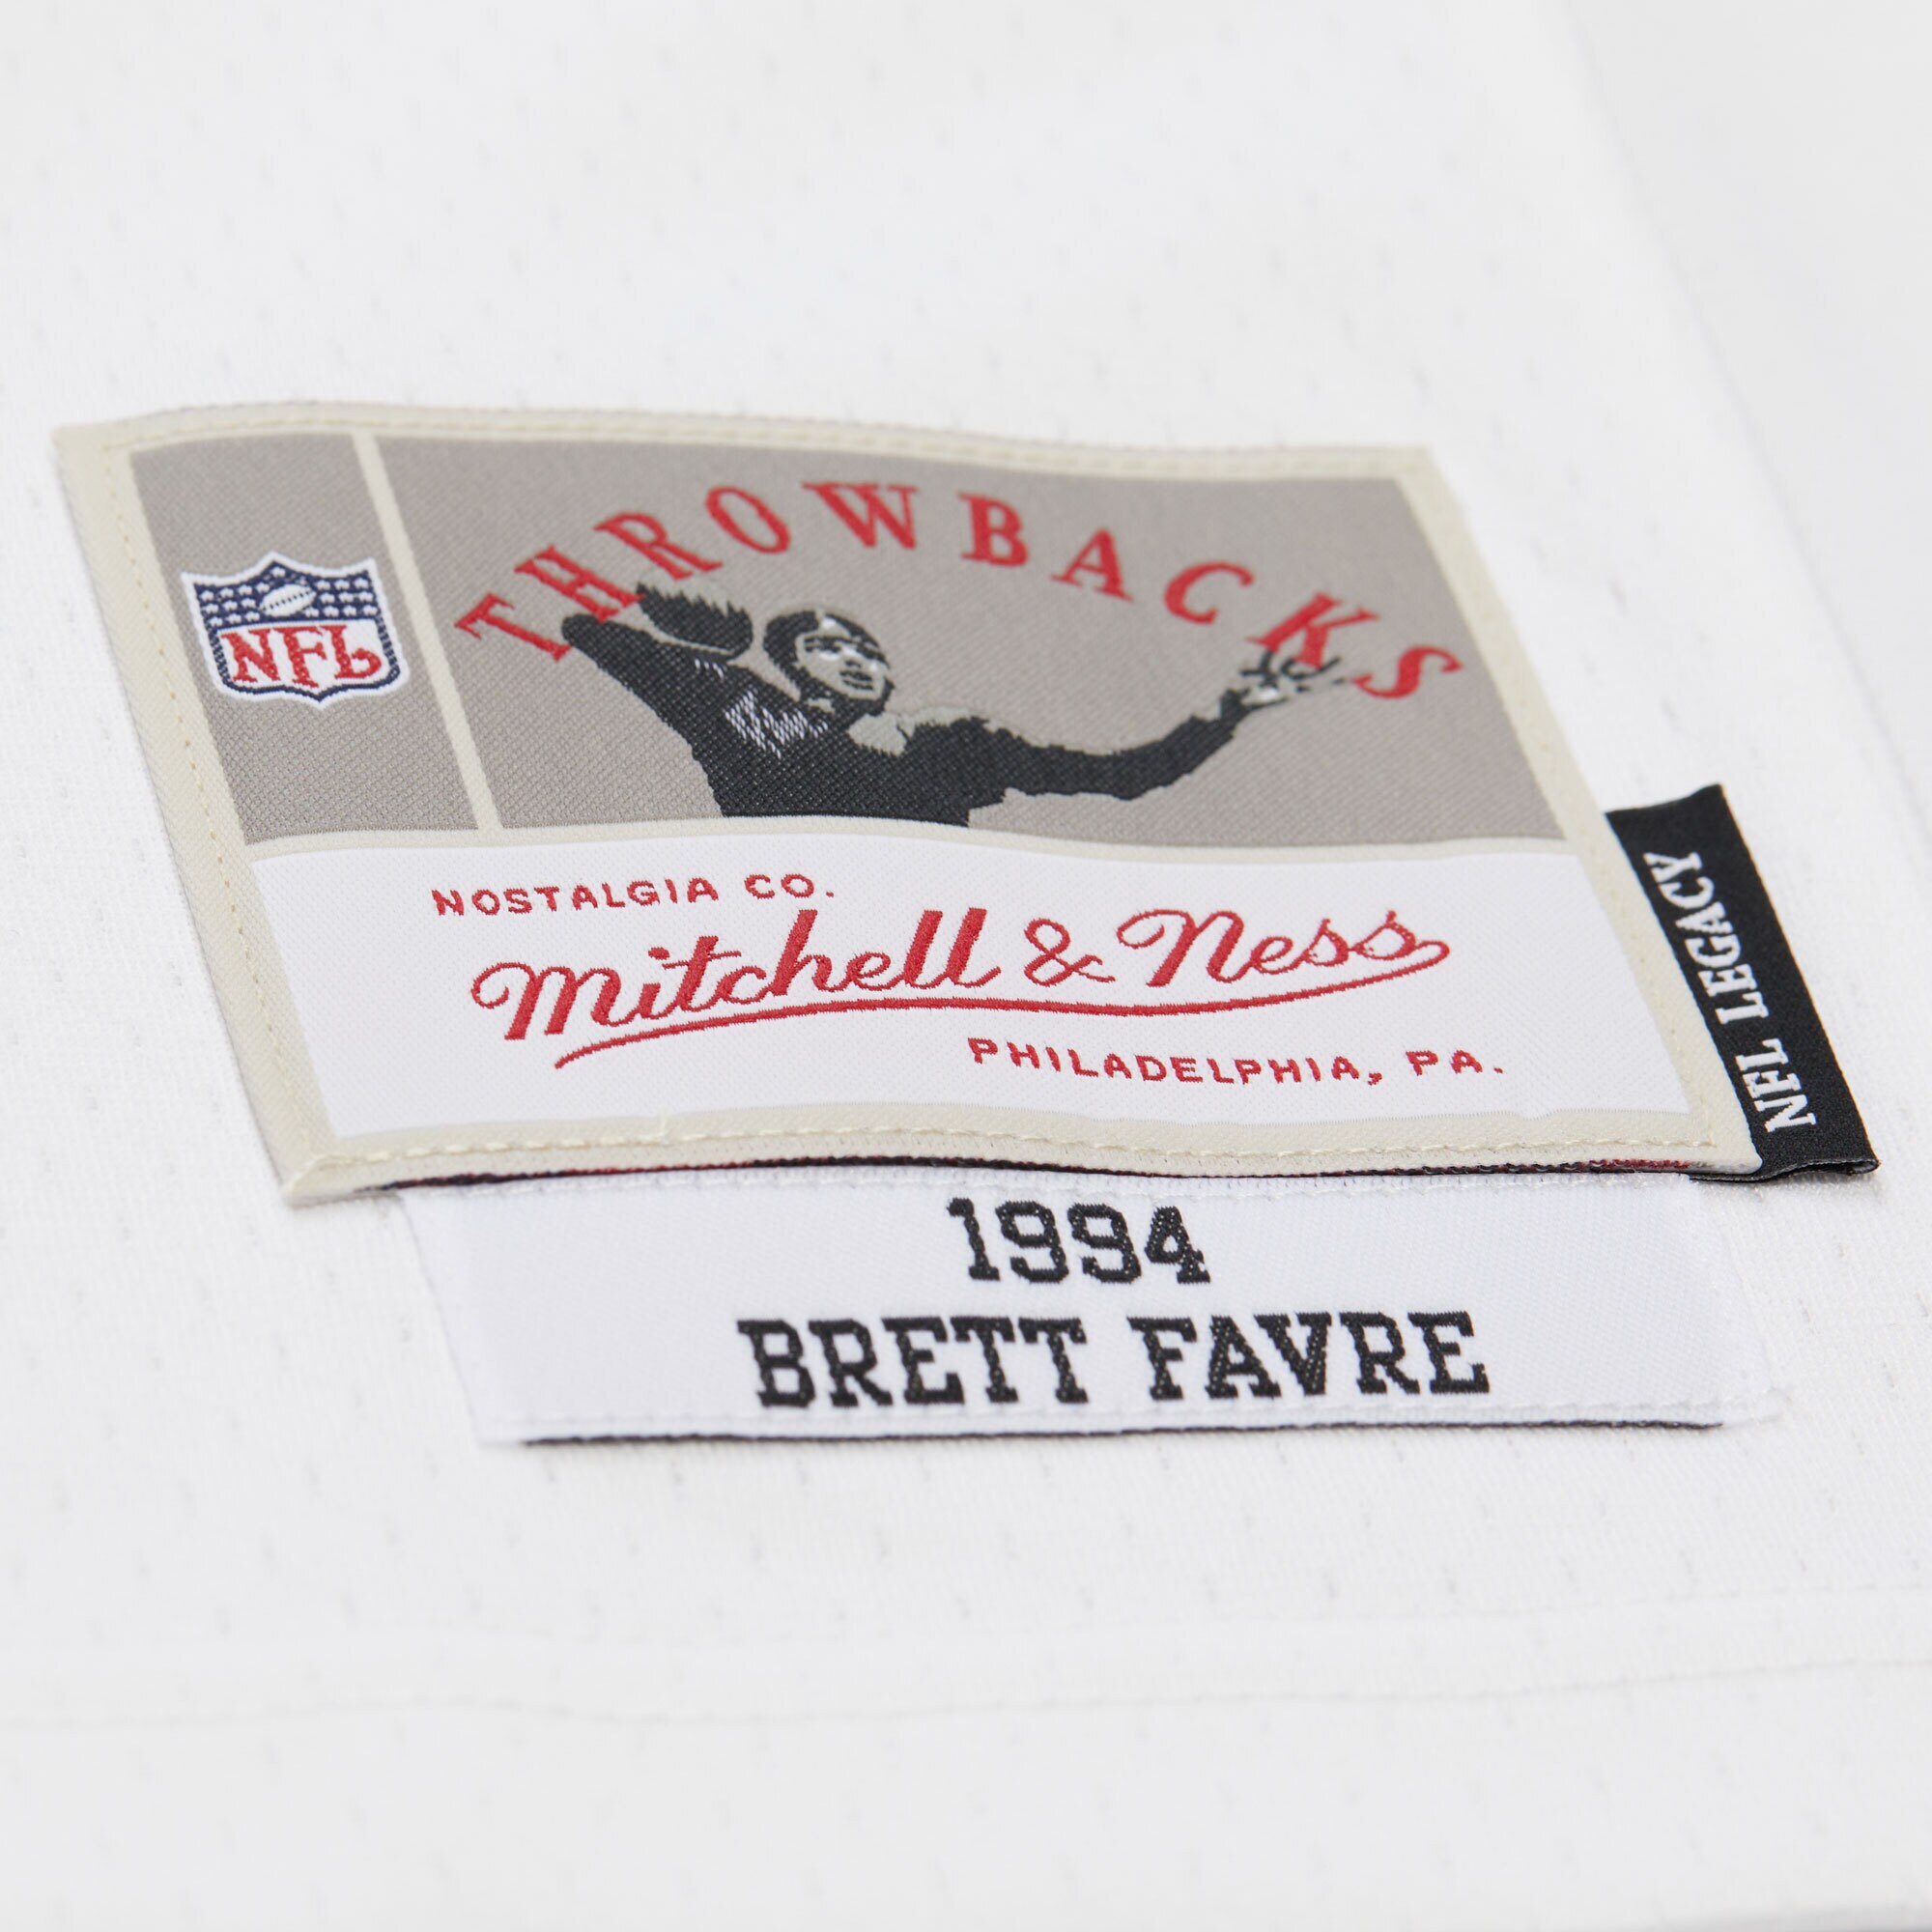 THROWBACKS
NFL
NOSTALGIA CO.
Mitchell & Ness
PHILADELPHIA, PA.
NFL LEGACY
1994
BRETT FAVRE